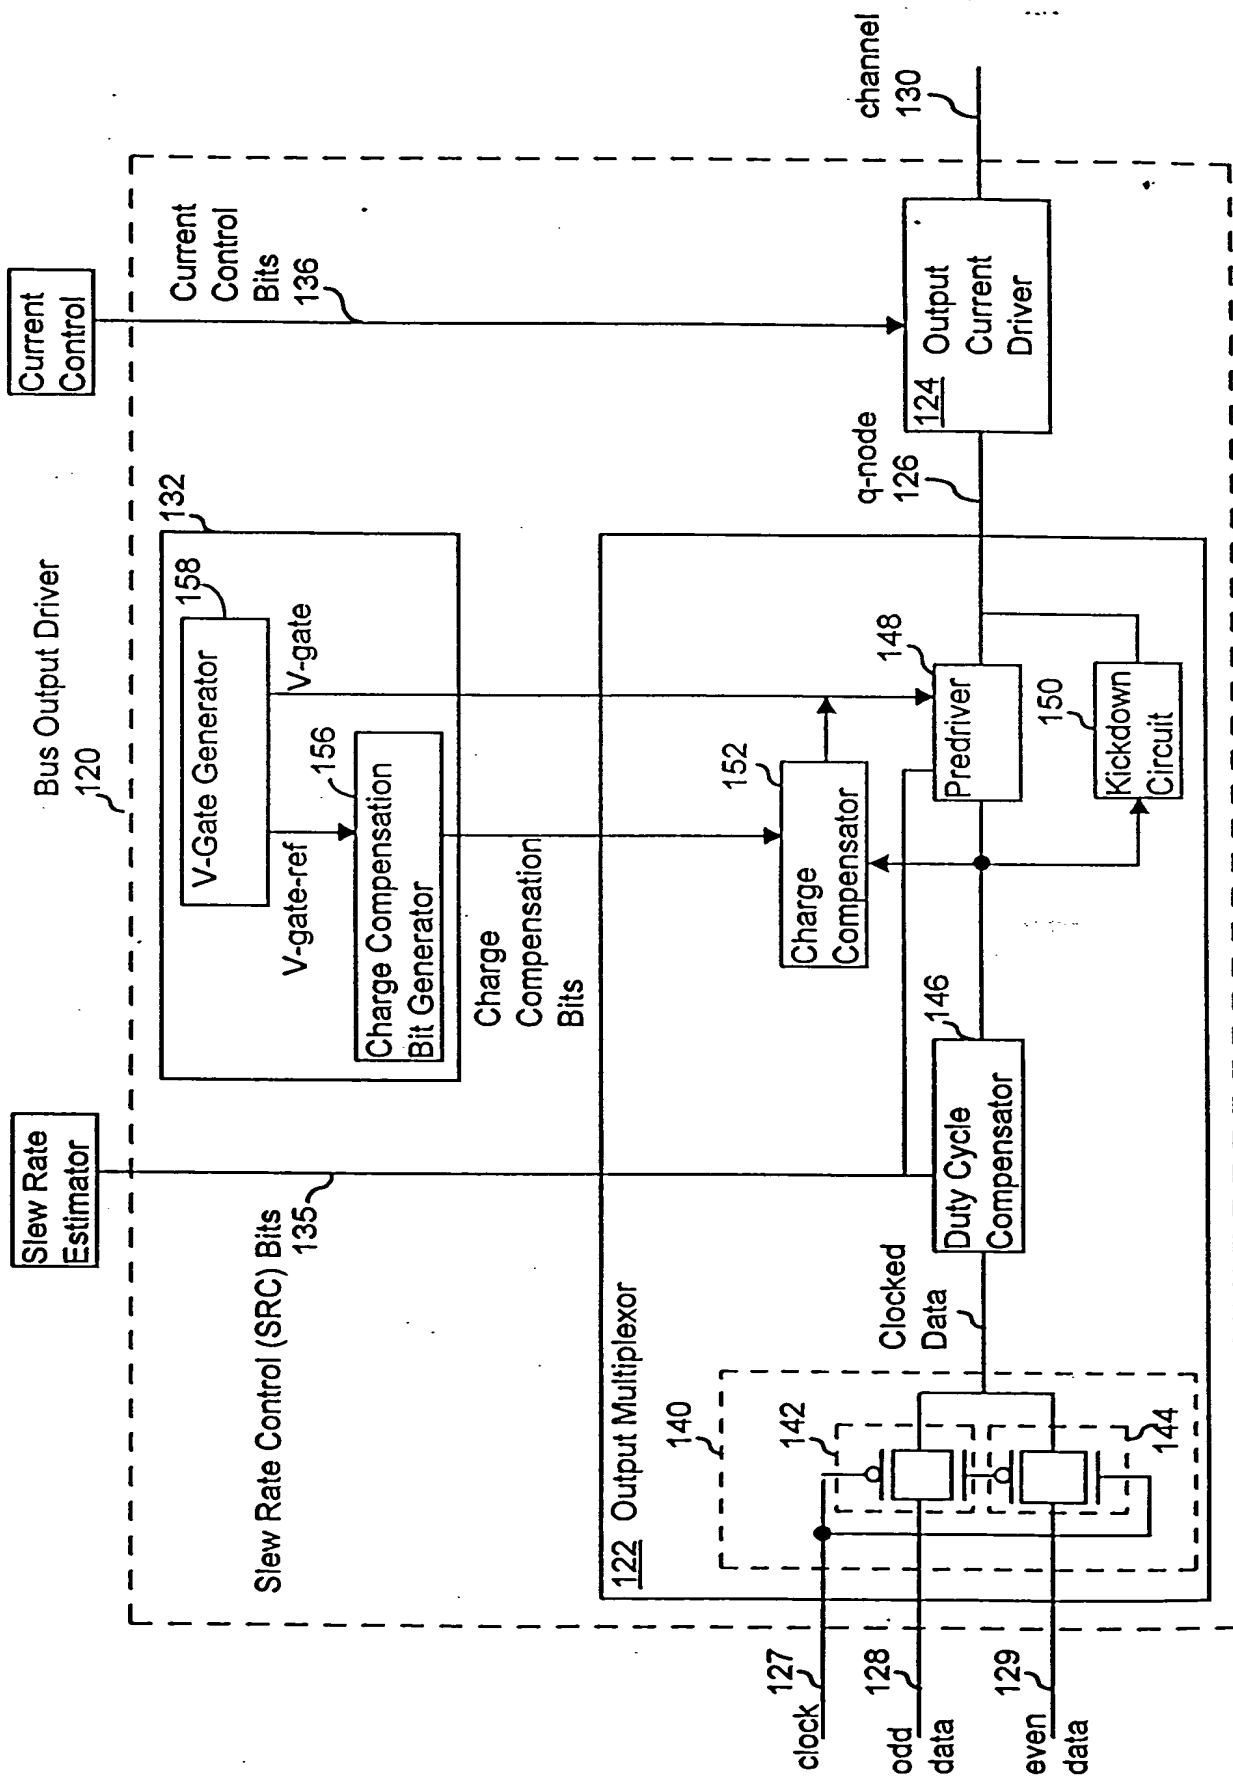 Bus Output Driver
120
Slew Rate
Estimator
Current
Control
Slew Rate Control (SRC) Bits
135
132
V-Gate Generator
158
V-gate-ref
V-gate
Charge Compensation
Bit Generator
156
Charge
Compensation
Bits
Current
Control
Bits
136
122 Output Multiplexor
140
142
144
clock
127
odd
data
128
even
data
129
Clocked
Data
Duty Cycle
Compensator
146
Charge
Compensator
152
Predriver
148
Kickdown
Circuit
150
q-node
126
124
Output
Current
Driver
channel
130